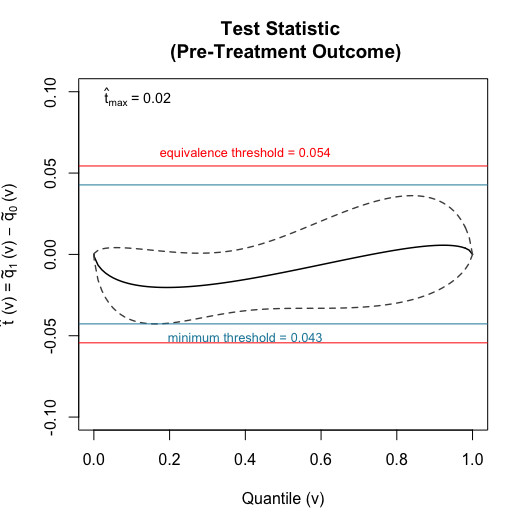 Test Statistic
(Pre-Treatment Outcome)
t̂max = 0.02
equivalence threshold = 0.054
minimum threshold = 0.043
0.10
0.05
0.00
-0.05
-0.10
t̂ (v) = q̃1 (v) − q̃0 (v)
0.0 0.2 0.4 0.6 0.8 1.0
Quantile (v)